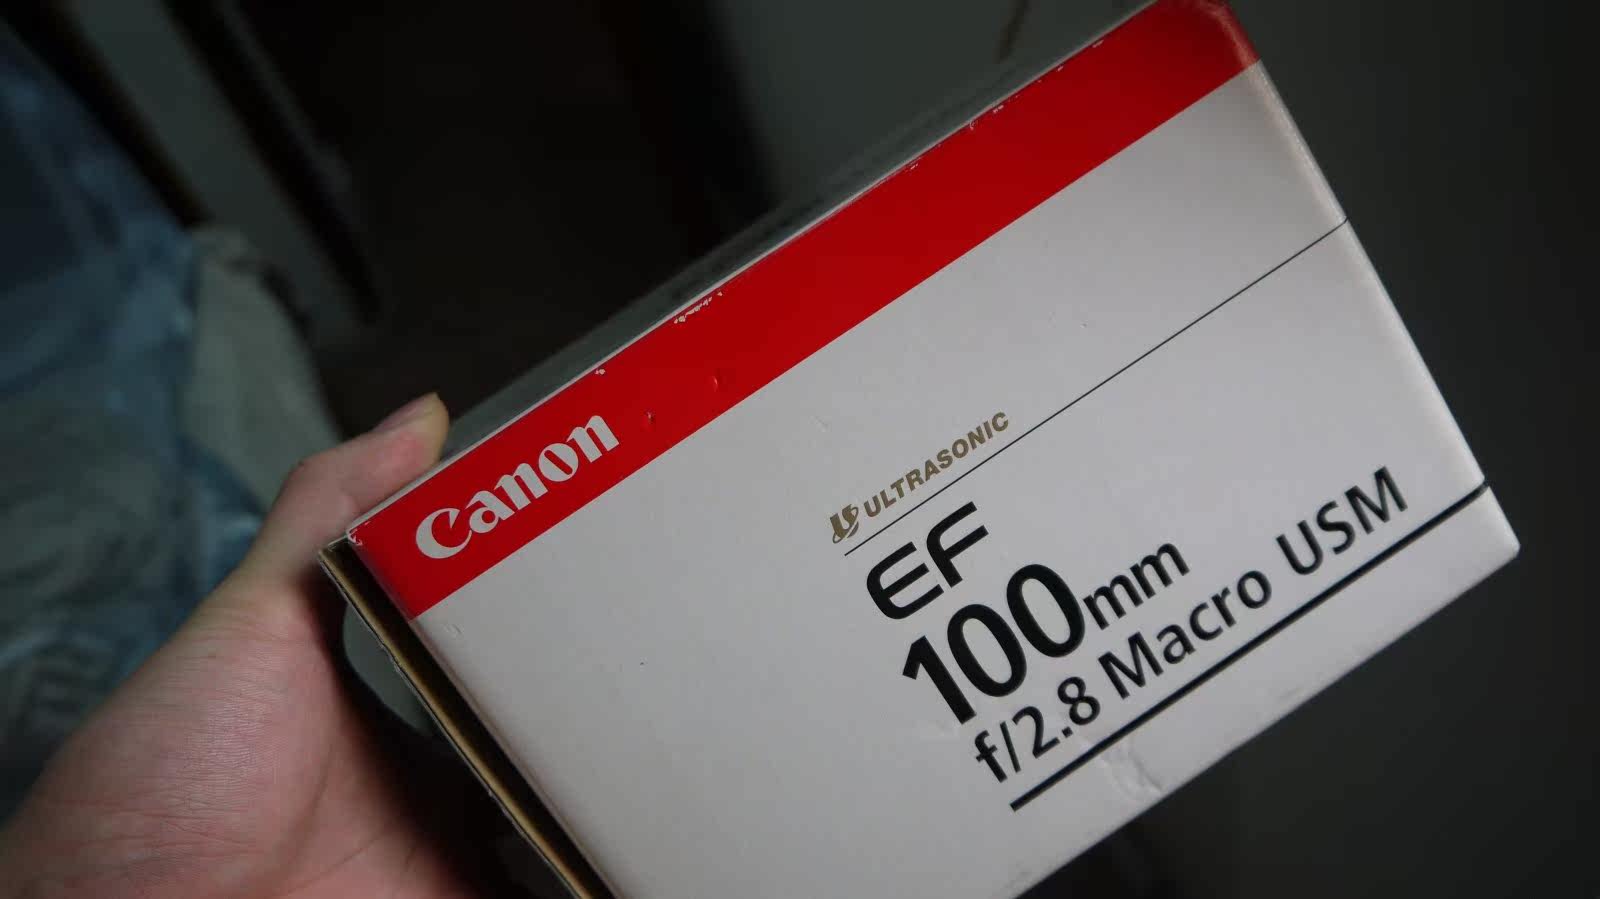 Canon
ULTRASONIC
EF
100mm
f/2.8 Macro USM